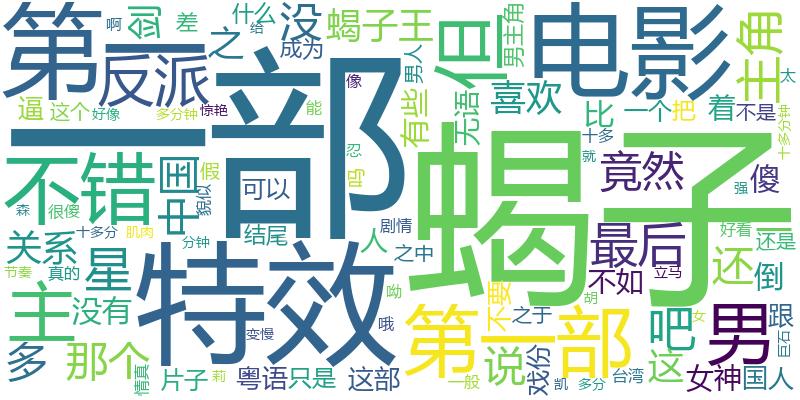 第一
一部
蝎子
电影
特效
第一部
不错
反派
但
主角
男
没
之
剑
啊
什么
给
差
成为
蝎子王
男人
男主角
太
逼
这个
好像
多分钟
惊艳
能
像
有些
无语
喜欢
比
一个
把
着
不是
十多分钟
中国
假
貌似
可以
忍
吗
十多
就
竟然
强
傻
森
很傻
十多分
肌肉
分钟
结尾
剧情
人
之中
最后
好看
还是
关系
星
节奏
真的
没有
主
变慢
呦
哦
不如
立马
还
倒
胡
不要
之于
吧
女
跟
巨石
多
那个
情真
片子
莉
粤语
只是
这部
一般
说
戏份
凯
多分
台湾
这
女神
国人